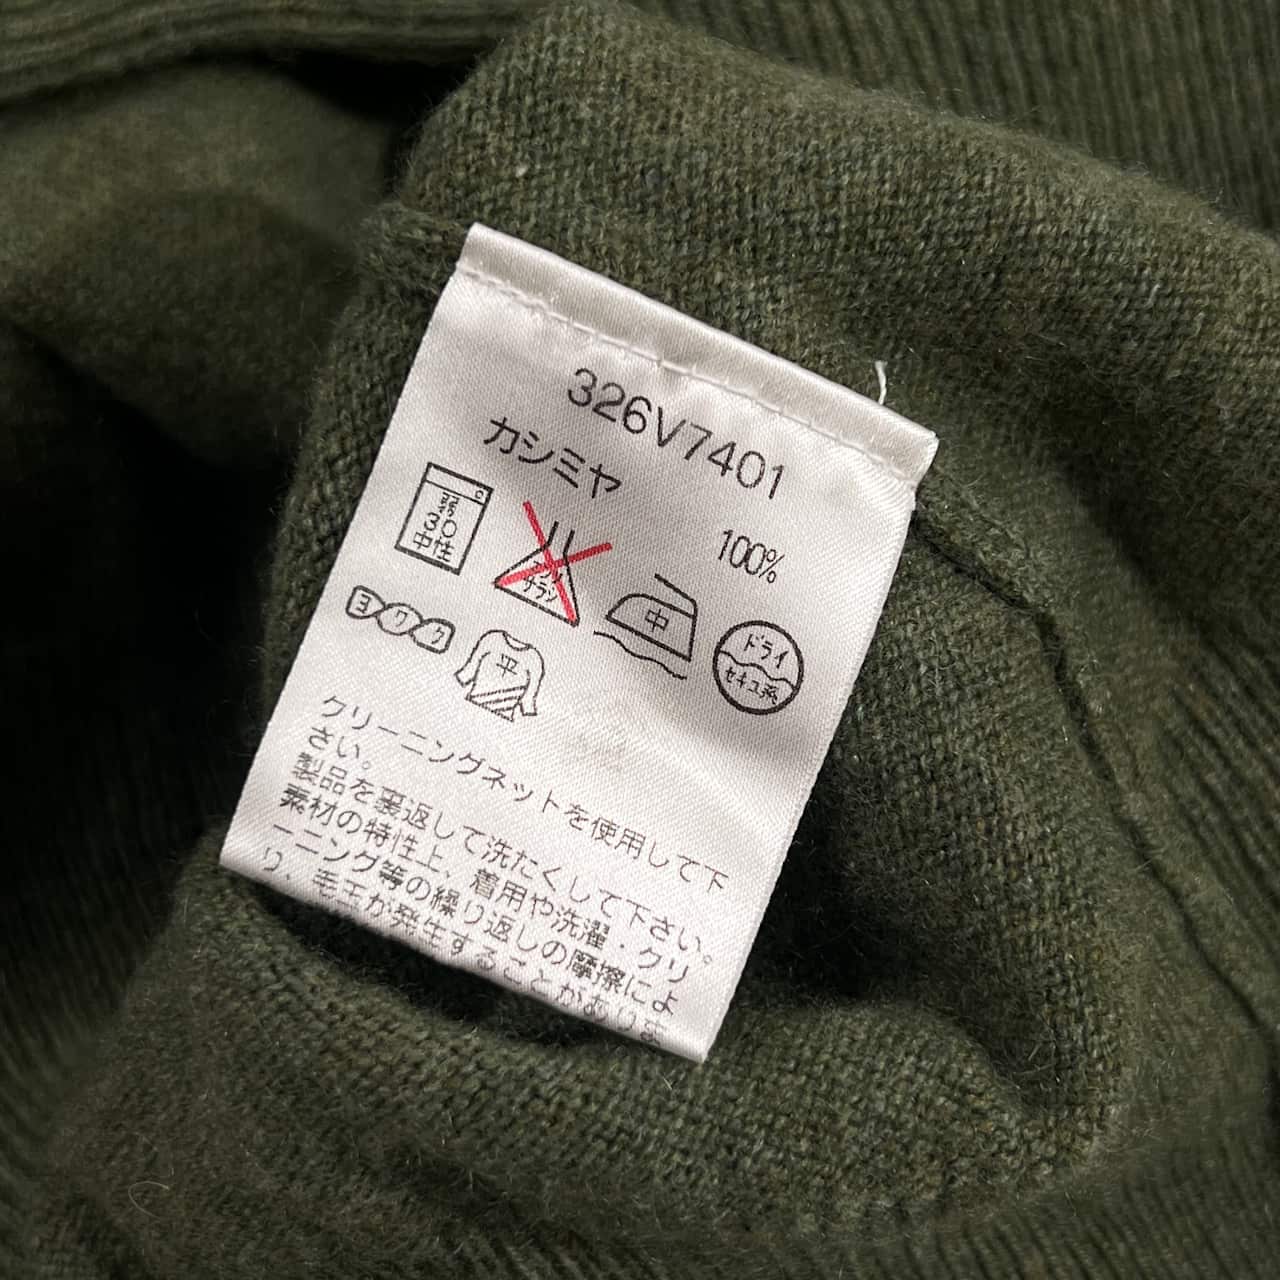 326V7401
カシミヤ 100%
弱
30
中性
エンソ
サラシ
中
ドライ
セキユ系
ヨワク
平
クリーニングネットを使用して下
さい。
製品を裏返して洗たくして下さい。
素材の特性上、着用や洗濯・クリ
ーニング等の繰り返しの摩擦によ
り、毛玉が発生することがありま